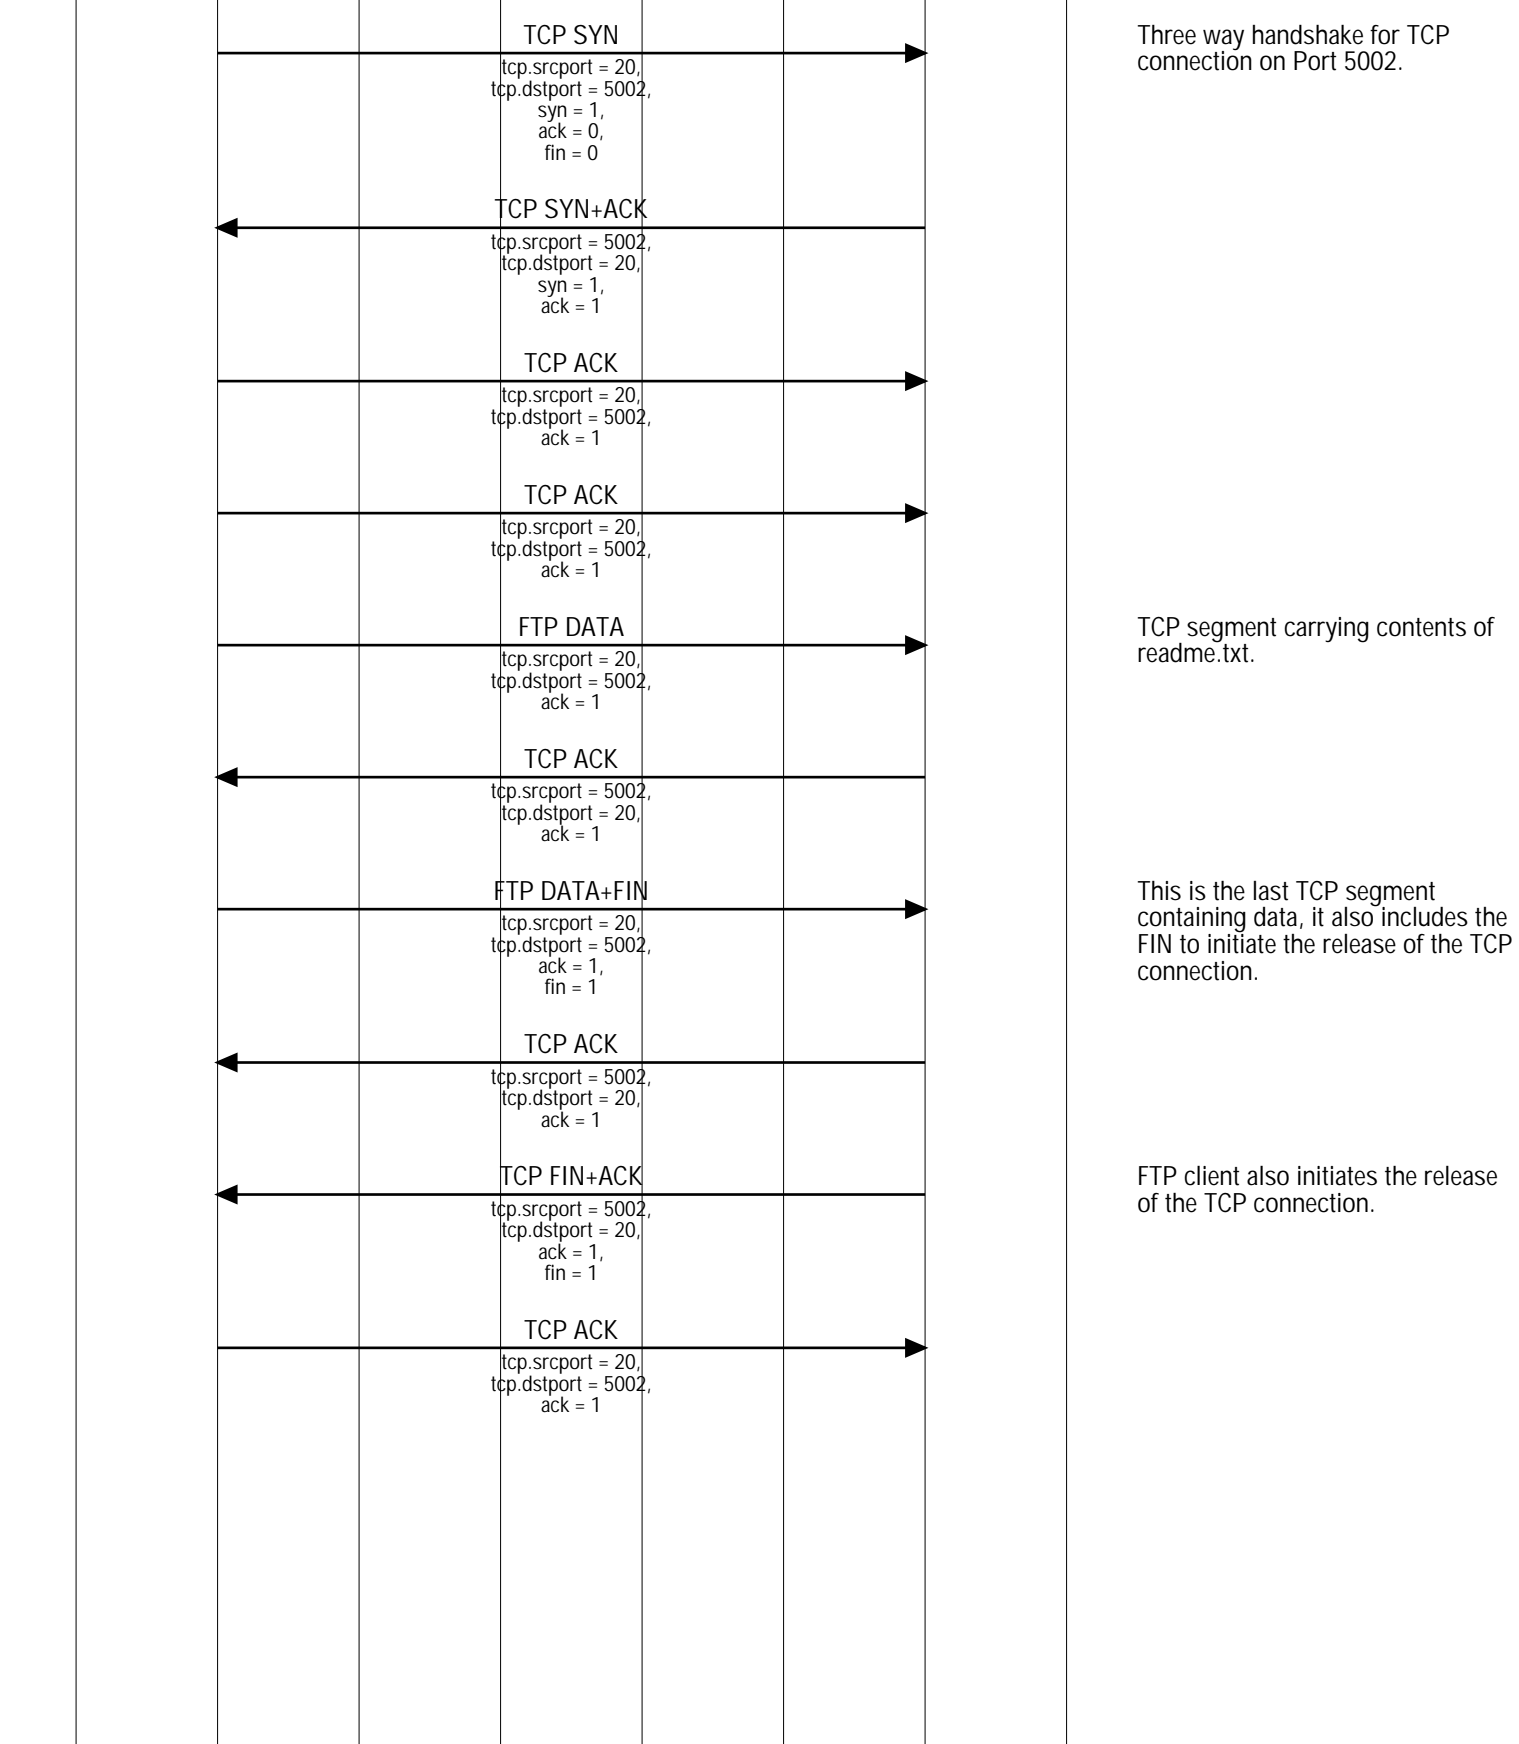 TCP SYN
tcp.srcport = 20,
tcp.dstport = 5002,
syn = 1,
ack = 0,
fin = 0
Three way handshake for TCP
connection on Port 5002.
TCP SYN+ACK
tcp.srcport = 5002,
tcp.dstport = 20,
syn = 1,
ack = 1
TCP ACK
tcp.srcport = 20,
tcp.dstport = 5002,
ack = 1
TCP ACK
tcp.srcport = 20,
tcp.dstport = 5002,
ack = 1
FTP DATA
tcp.srcport = 20,
tcp.dstport = 5002,
ack = 1
TCP segment carrying contents of
readme.txt.
TCP ACK
tcp.srcport = 5002,
tcp.dstport = 20,
ack = 1
FTP DATA+FIN
tcp.srcport = 20,
tcp.dstport = 5002,
ack = 1,
fin = 1
This is the last TCP segment
containing data, it also includes the
FIN to initiate the release of the TCP
connection.
TCP ACK
tcp.srcport = 5002,
tcp.dstport = 20,
ack = 1
TCP FIN+ACK
tcp.srcport = 5002,
tcp.dstport = 20,
ack = 1,
fin = 1
FTP client also initiates the release
of the TCP connection.
TCP ACK
tcp.srcport = 20,
tcp.dstport = 5002,
ack = 1